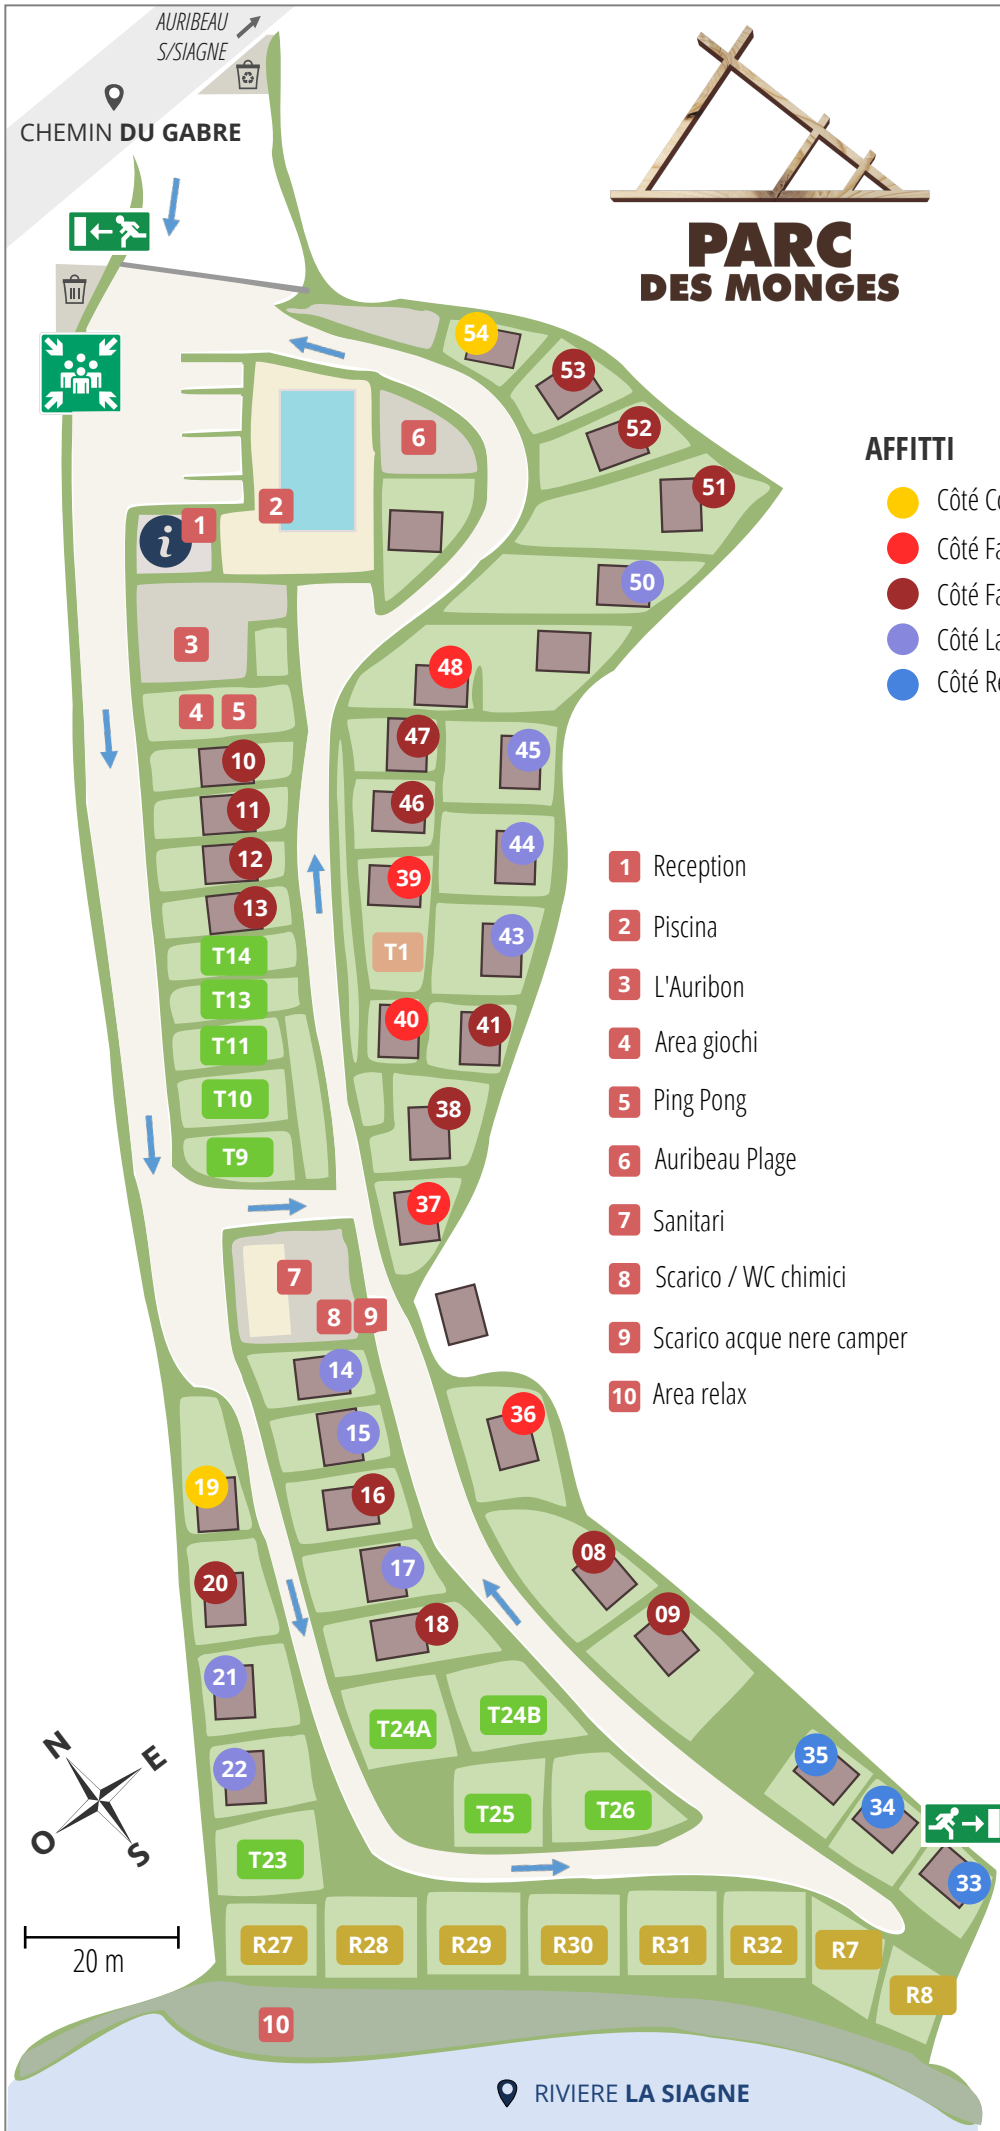 AURIBEAU
S/SIAGNE
CHEMIN DU GABRE
PARC
DES MONGES
54
53
52
51
6
2
1
i
50
3
48
4 5
47
45
10
46
11
44
12
39
13
43
T14
T1
T13
40
41
T11
T10
38
T9
37
7
8 9
14
36
15
19
16
08
17
20
09
18
21
T24A
T24B
35
22
34
T25
T26
T23
33
R27
R28
R29
R30
R31
R32
R7
R8
10
AFFITTI
Côté
Côté
Côté
Côté
Côté
1 Reception
2 Piscina
3 L'Auribon
4 Area giochi
5 Ping Pong
6 Auribeau Plage
7 Sanitari
8 Scarico / WC chimici
9 Scarico acque nere camper
10 Area relax
N
E
O
S
20 m
RIVIERE LA SIAGNE